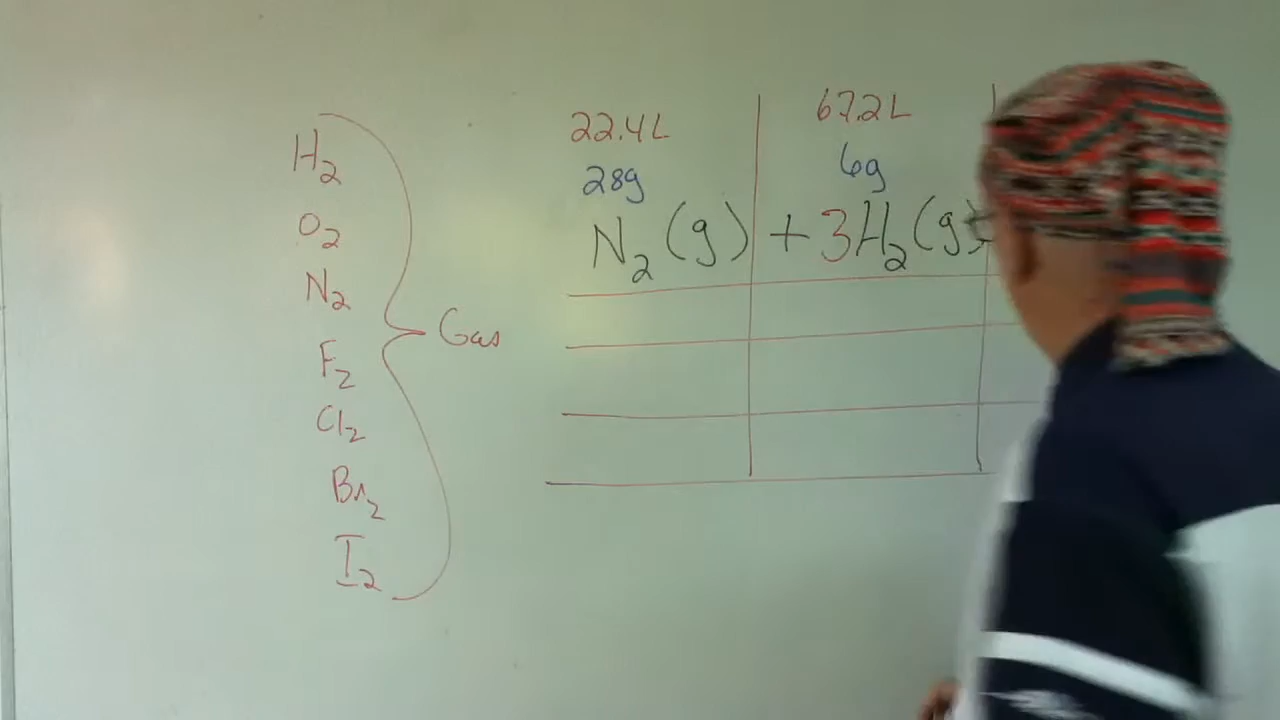 H₂
O₂
N₂
F₂
Cl₂
Br₂
I₂
Gas
22.4L 67.2L
28g 6g
N₂(g) + 3H₂(g)